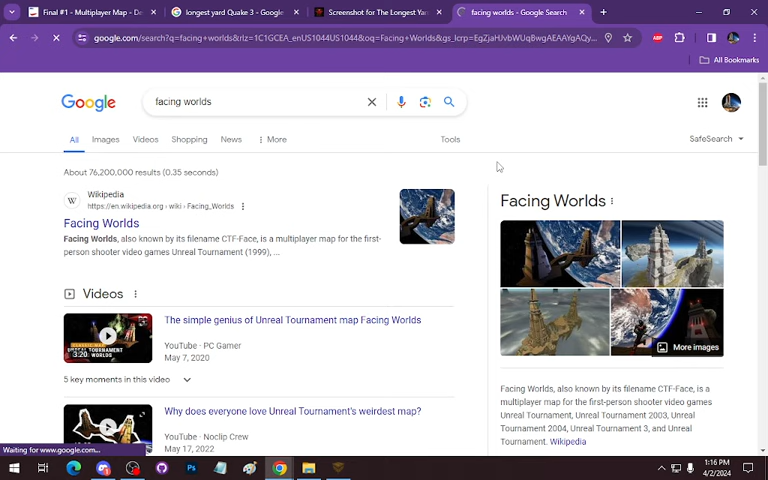 Final #1 - Multiplayer Map - De
longest yard Quake 3 - Google
Screenshot for The Longest Yar
facing worlds - Google Search
google.com/search?q=facing+worlds&rlz=1C1GCEA_enUS1044US1044&oq=Facing+Worlds&gs_lcrp=EgZjaHJvbWUqBwgAEAAYgAQy...
ABP
All Bookmarks
Google
facing worlds
All
Images
Videos
Shopping
News
More
Tools
SafeSearch
About 76,200,000 results (0.35 seconds)
W
Wikipedia
https://en.wikipedia.org › wiki › Facing_Worlds
Facing Worlds
Facing Worlds, also known by its filename CTF-Face, is a multiplayer map for the first-
person shooter video games Unreal Tournament (1999), ...
Videos
3:20
The simple genius of Unreal Tournament map Facing Worlds
YouTube · PC Gamer
May 7, 2020
5 key moments in this video
Why does everyone love Unreal Tournament's weirdest map?
YouTube · Noclip Crew
May 17, 2022
Facing Worlds
More images
Facing Worlds, also known by its filename CTF-Face, is a
multiplayer map for the first-person shooter video games
Unreal Tournament, Unreal Tournament 2003, Unreal
Tournament 2004, Unreal Tournament 3, and Unreal
Tournament. Wikipedia
Waiting for www.google.com...
Ps
1:16 PM
4/2/2024